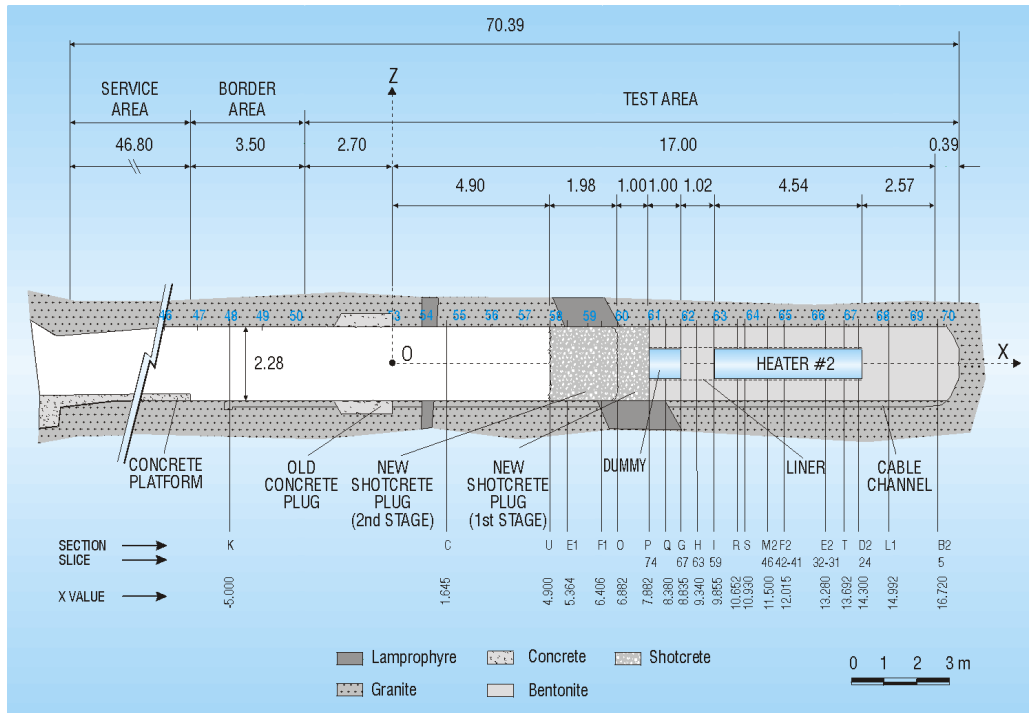 70.39
Z
SERVICE AREA
BORDER AREA
TEST AREA
46.80
3.50
2.70
17.00
0.39
4.90
1.98
1.00
1.00
1.02
4.54
2.57
46 47 48 49 50 53 54 55 56 57 58 59 60 61 62 63 64 65 66 67 68 69 70
2.28
O
HEATER #2
X
CONCRETE PLATFORM
OLD CONCRETE PLUG
NEW SHOTCRETE PLUG (2nd STAGE)
NEW SHOTCRETE PLUG (1st STAGE)
DUMMY
LINER
CABLE CHANNEL
SECTION K C U E1 F1 O P Q G H I R S M2 F2 E2 T D2 L1 B2
SLICE 74 67 63 59 46 42-41 32-31 24 5
X VALUE -5.000 1.645 4.900 5.364 6.406 6.882 7.882 8.380 8.835 9.340 9.855 10.652 10.930 11.500 12.015 13.280 13.692 14.300 14.992 16.720
Lamprophyre
Concrete
Shotcrete
Granite
Bentonite
0 1 2 3 m